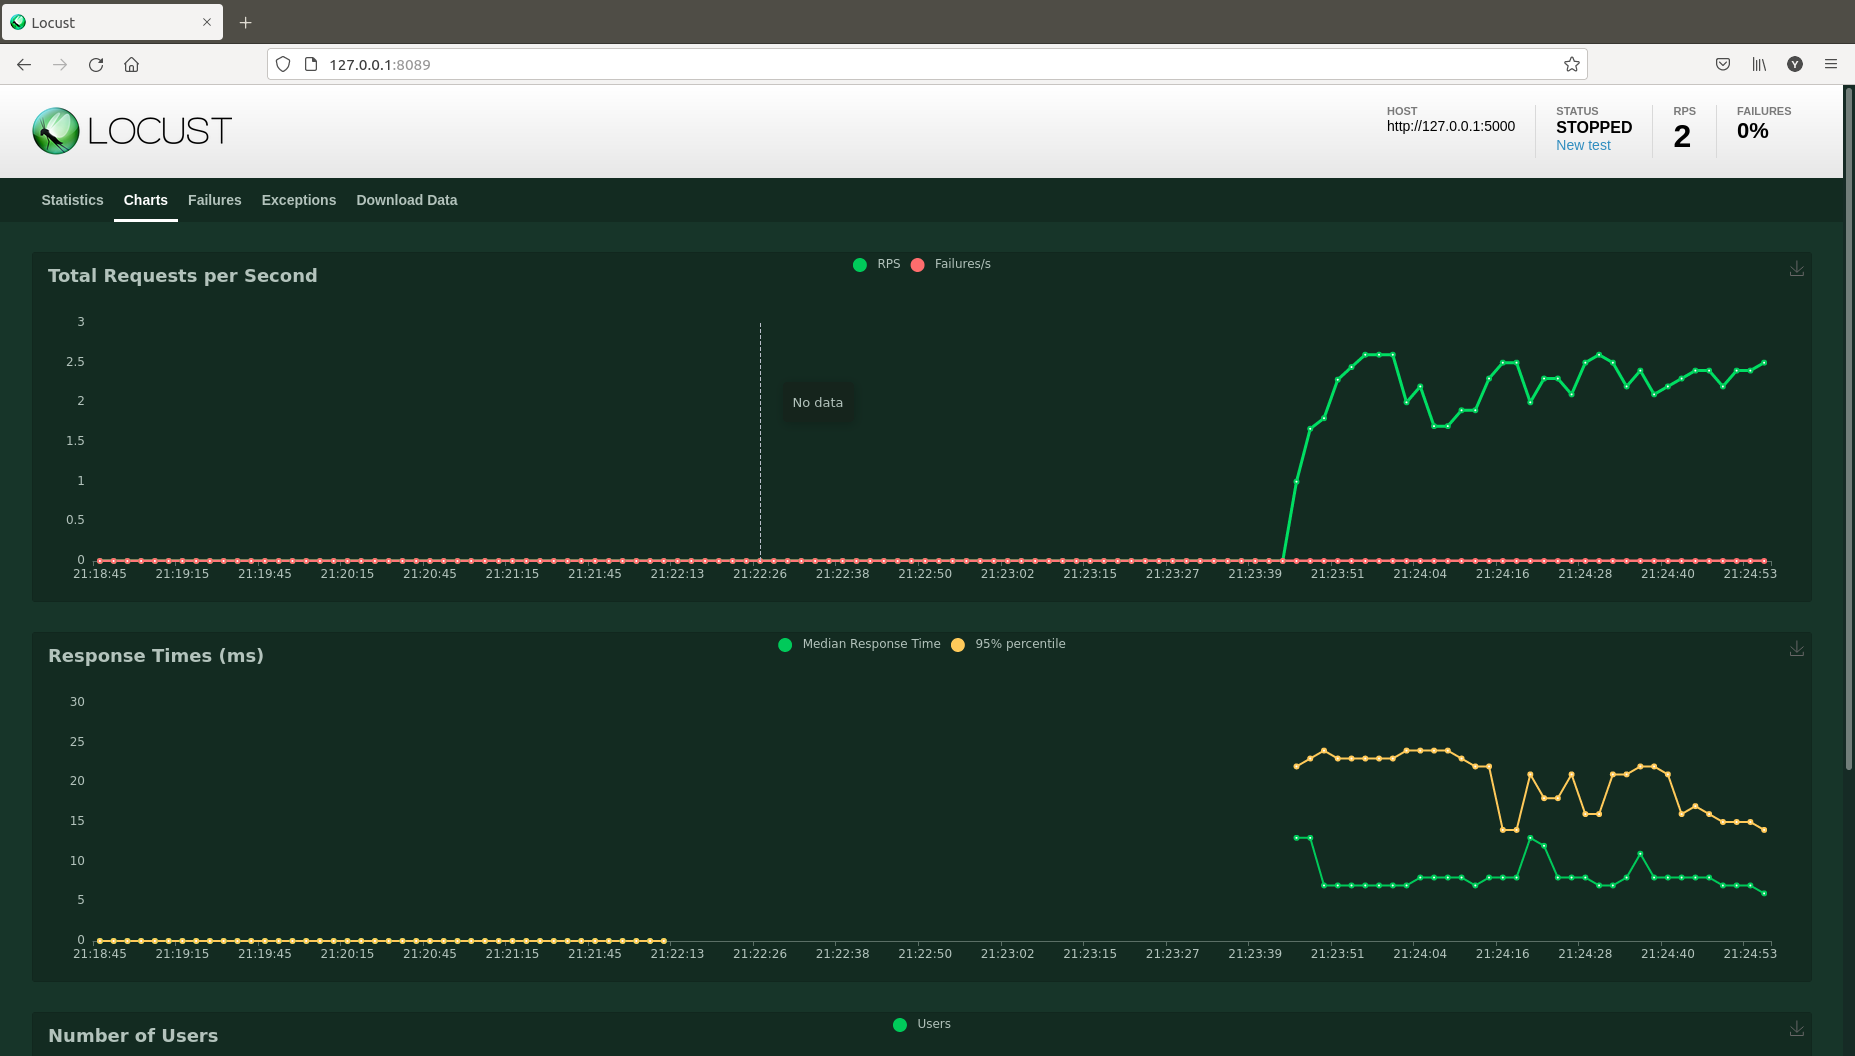 Locust
127.0.0.1:8089
LOCUST
HOST
http://127.0.0.1:5000
STATUS
STOPPED
New test
RPS
2
FAILURES
0%
Statistics Charts Failures Exceptions Download Data
Total Requests per Second
RPS Failures/s
3
2.5
2
1.5
1
0.5
0
No data
21:18:45 21:19:15 21:19:45 21:20:15 21:20:45 21:21:15 21:21:45 21:22:13 21:22:26 21:22:38 21:22:50 21:23:02 21:23:15 21:23:27 21:23:39 21:23:51 21:24:04 21:24:16 21:24:28 21:24:40 21:24:53
Response Times (ms)
Median Response Time 95% percentile
30
25
20
15
10
5
0
21:18:45 21:19:15 21:19:45 21:20:15 21:20:45 21:21:15 21:21:45 21:22:13 21:22:26 21:22:38 21:22:50 21:23:02 21:23:15 21:23:27 21:23:39 21:23:51 21:24:04 21:24:16 21:24:28 21:24:40 21:24:53
Number of Users
Users